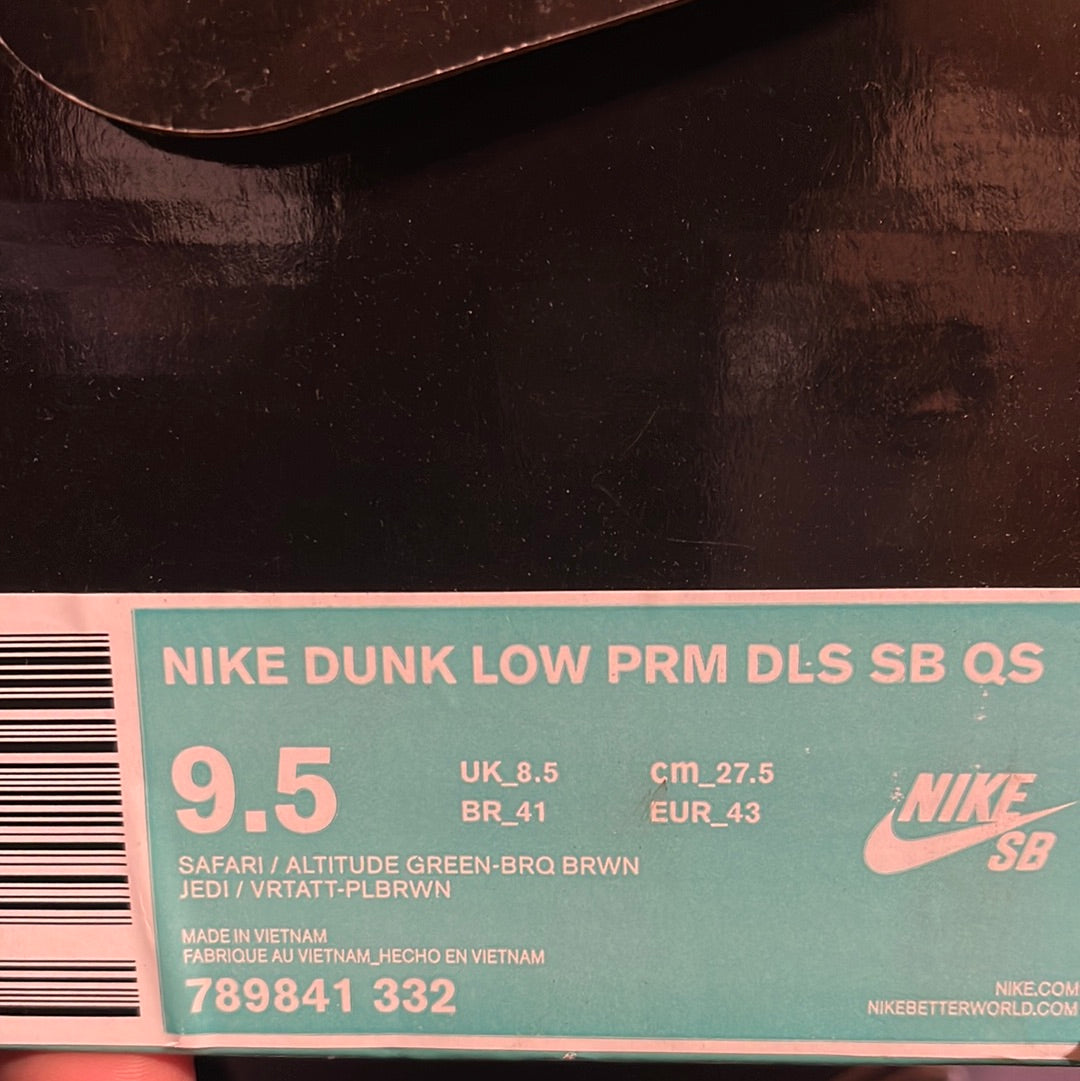 NIKE DUNK LOW PRM DLS SB QS
9.5
UK_8.5 cm_27.5
BR_41 EUR_43
NIKE
SB
SAFARI / ALTITUDE GREEN-BRQ BRWN
JEDI / VRTATT-PLBRWN
MADE IN VIETNAM
FABRIQUE AU VIETNAM_HECHO EN VIETNAM
789841 332
NIKE.COM
NIKEBETTERWORLD.COM